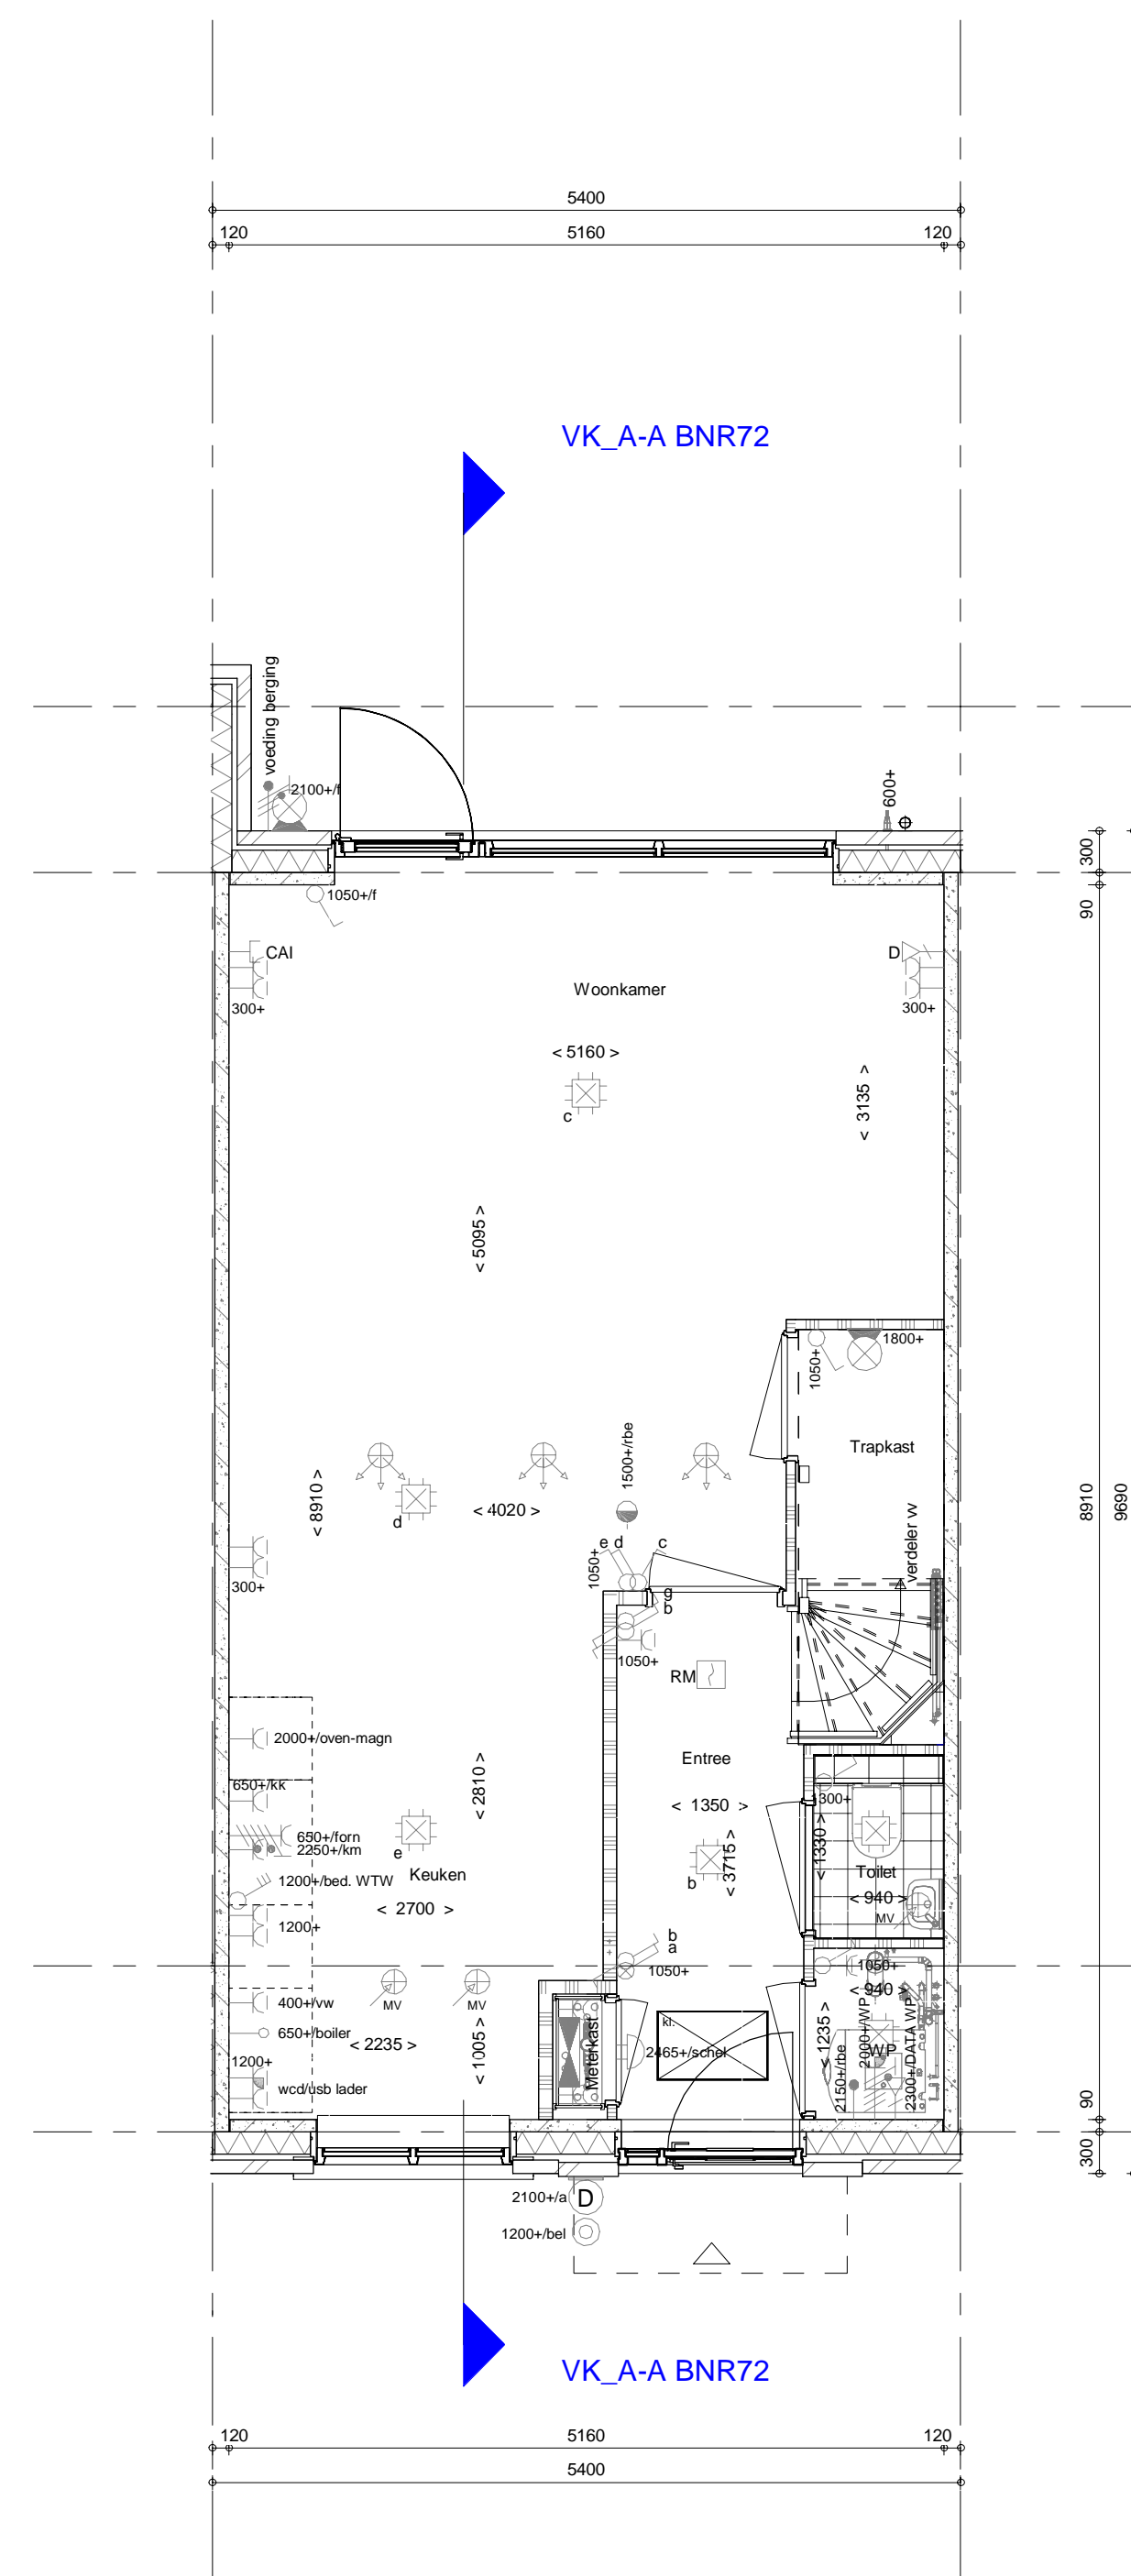 5400
120
5160
120
VK_A-A BNR72
voeding berging
2100+/f
600+
300
90
1050+/f
CAI
D
Woonkamer
300+
300+
< 5160 >
< 3135 >
c
< 5095 >
1050+
1800+
Trapkast
1500+/rbe
< 8910 >
d
< 4020 >
8910
9690
verdeler vv
e d
c
1050+
300+
g
b
1050+
RM
2000+/oven-magn
Entree
650+/kk
< 2810 >
1300+
< 1350 >
650+/forn
2250+/km
e
Keuken
< 3715 >
< 1330 >
Toilet
b
1200+/bed. WTW
< 940 >
< 2700 >
MV
1200+
b
a
1050+
1050+
< 940 >
400+/vw
MV
MV
kl.
650+/boiler
< 2235 >
< 1005 >
Meterkast
2465+/schel
< 1235 >
2000+/WP
WP
2150+/rbe
2300+/DATA WP
1200+
wcd/usb lader
90
300
2100+/a
D
1200+/bel
VK_A-A BNR72
120
5160
120
5400